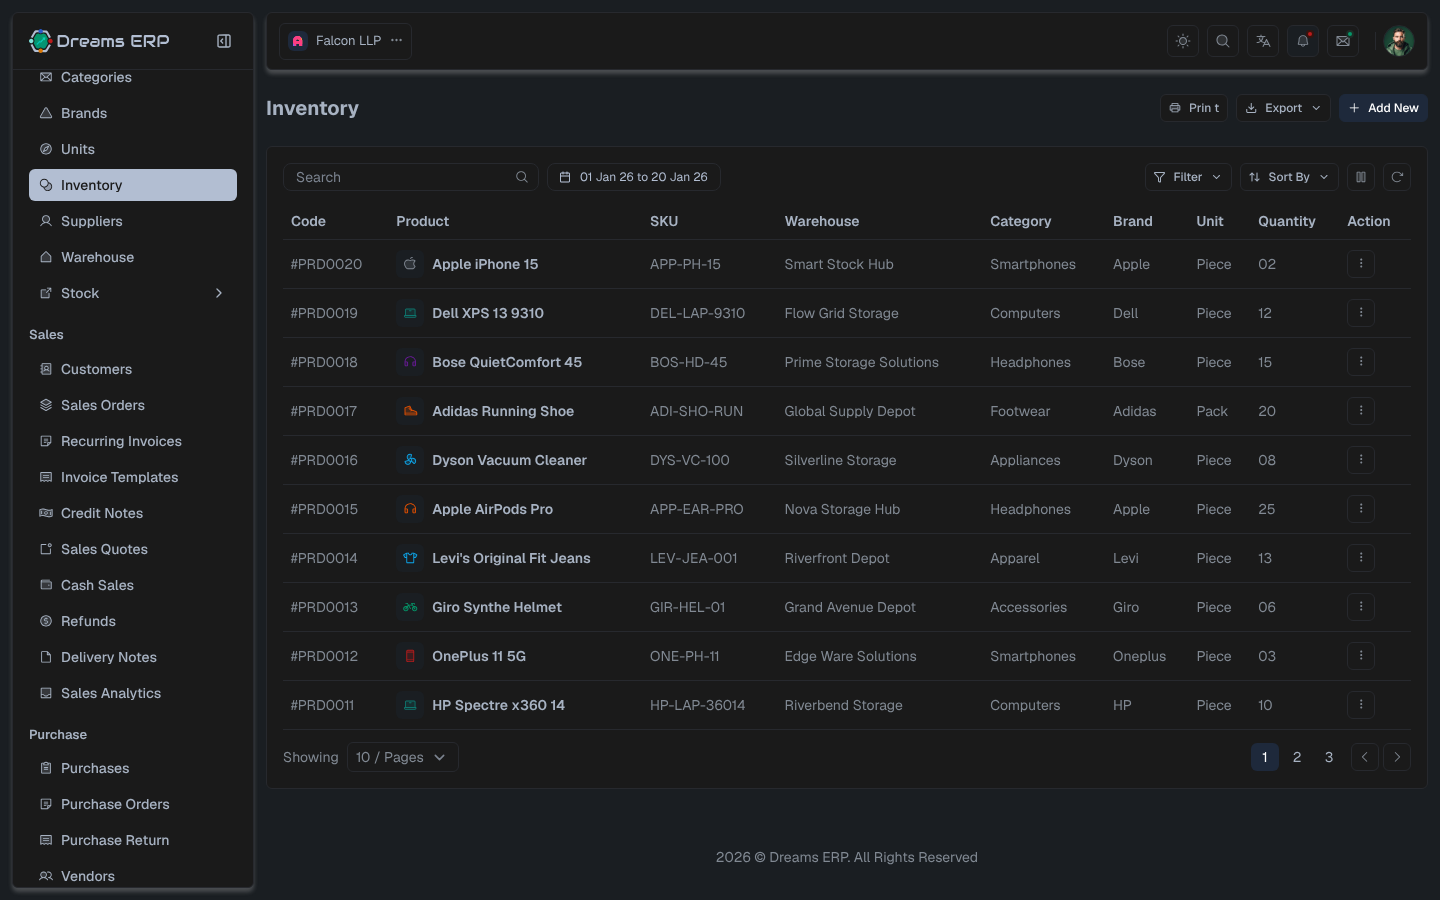 Dreams ERP
Categories
Brands
Units
Inventory
Suppliers
Warehouse
Stock
Sales
Customers
Sales Orders
Recurring Invoices
Invoice Templates
Credit Notes
Sales Quotes
Cash Sales
Refunds
Delivery Notes
Sales Analytics
Purchase
Purchases
Purchase Orders
Purchase Return
Vendors
Falcon LLP
Inventory
Prin t
Export
Add New
Search
01 Jan 26 to 20 Jan 26
Filter
Sort By
Code Product SKU Warehouse Category Brand Unit Quantity Action
#PRD0020 Apple iPhone 15 APP-PH-15 Smart Stock Hub Smartphones Apple Piece 02
#PRD0019 Dell XPS 13 9310 DEL-LAP-9310 Flow Grid Storage Computers Dell Piece 12
#PRD0018 Bose QuietComfort 45 BOS-HD-45 Prime Storage Solutions Headphones Bose Piece 15
#PRD0017 Adidas Running Shoe ADI-SHO-RUN Global Supply Depot Footwear Adidas Pack 20
#PRD0016 Dyson Vacuum Cleaner DYS-VC-100 Silverline Storage Appliances Dyson Piece 08
#PRD0015 Apple AirPods Pro APP-EAR-PRO Nova Storage Hub Headphones Apple Piece 25
#PRD0014 Levi's Original Fit Jeans LEV-JEA-001 Riverfront Depot Apparel Levi Piece 13
#PRD0013 Giro Synthe Helmet GIR-HEL-01 Grand Avenue Depot Accessories Giro Piece 06
#PRD0012 OnePlus 11 5G ONE-PH-11 Edge Ware Solutions Smartphones Oneplus Piece 03
#PRD0011 HP Spectre x360 14 HP-LAP-36014 Riverbend Storage Computers HP Piece 10
Showing 10 / Pages
1 2 3
2026 © Dreams ERP. All Rights Reserved